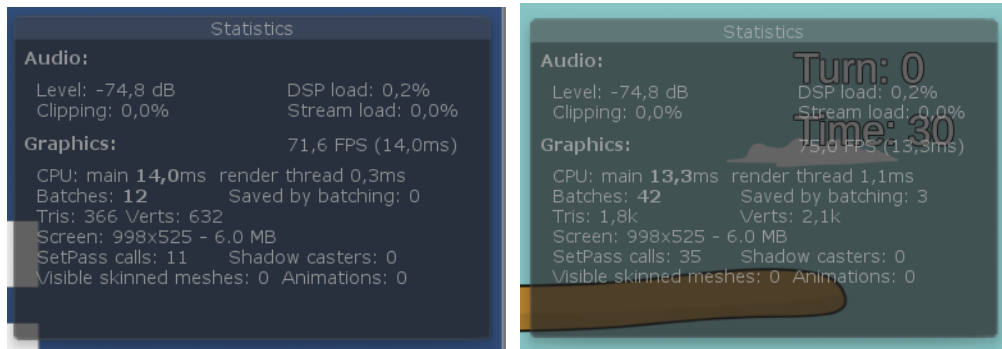 Statistics
Audio:
Level: -74,8 dB DSP load: 0,2%
Clipping: 0,0% Stream load: 0,0%
Graphics: 71,6 FPS (14,0ms)
CPU: main 14,0ms render thread 0,3ms
Batches: 12 Saved by batching: 0
Tris: 366 Verts: 632
Screen: 998x525 - 6.0 MB
SetPass calls: 11 Shadow casters: 0
Visible skinned meshes: 0 Animations: 0
Statistics
Audio:
Turn: 0
Level: -74,8 dB DSP load: 0,2%
Clipping: 0,0% Stream load: 0,0%
Time: 30
Graphics: 75,0 FPS (13,3ms)
CPU: main 13,3ms render thread 1,1ms
Batches: 42 Saved by batching: 3
Tris: 1,8k Verts: 2,1k
Screen: 998x525 - 6.0 MB
SetPass calls: 35 Shadow casters: 0
Visible skinned meshes: 0 Animations: 0